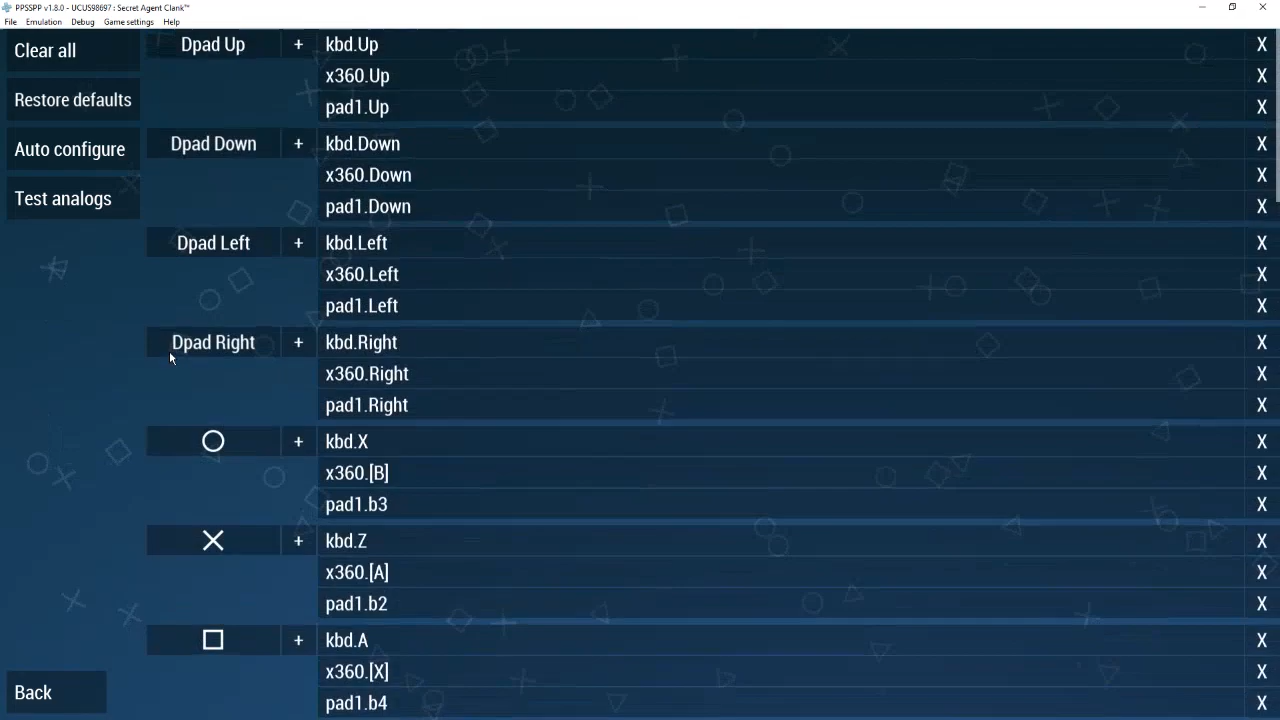 PPSSPP v1.8.0 - UCUS98697 : Secret Agent Clank™
File Emulation Debug Game settings Help
Clear all
Restore defaults
Auto configure
Test analogs
Back
Dpad Up + kbd.Up X
x360.Up X
pad1.Up X
Dpad Down + kbd.Down X
x360.Down X
pad1.Down X
Dpad Left + kbd.Left X
x360.Left X
pad1.Left X
Dpad Right + kbd.Right X
x360.Right X
pad1.Right X
+ kbd.X X
x360.[B] X
pad1.b3 X
+ kbd.Z X
x360.[A] X
pad1.b2 X
+ kbd.A X
x360.[X] X
pad1.b4 X